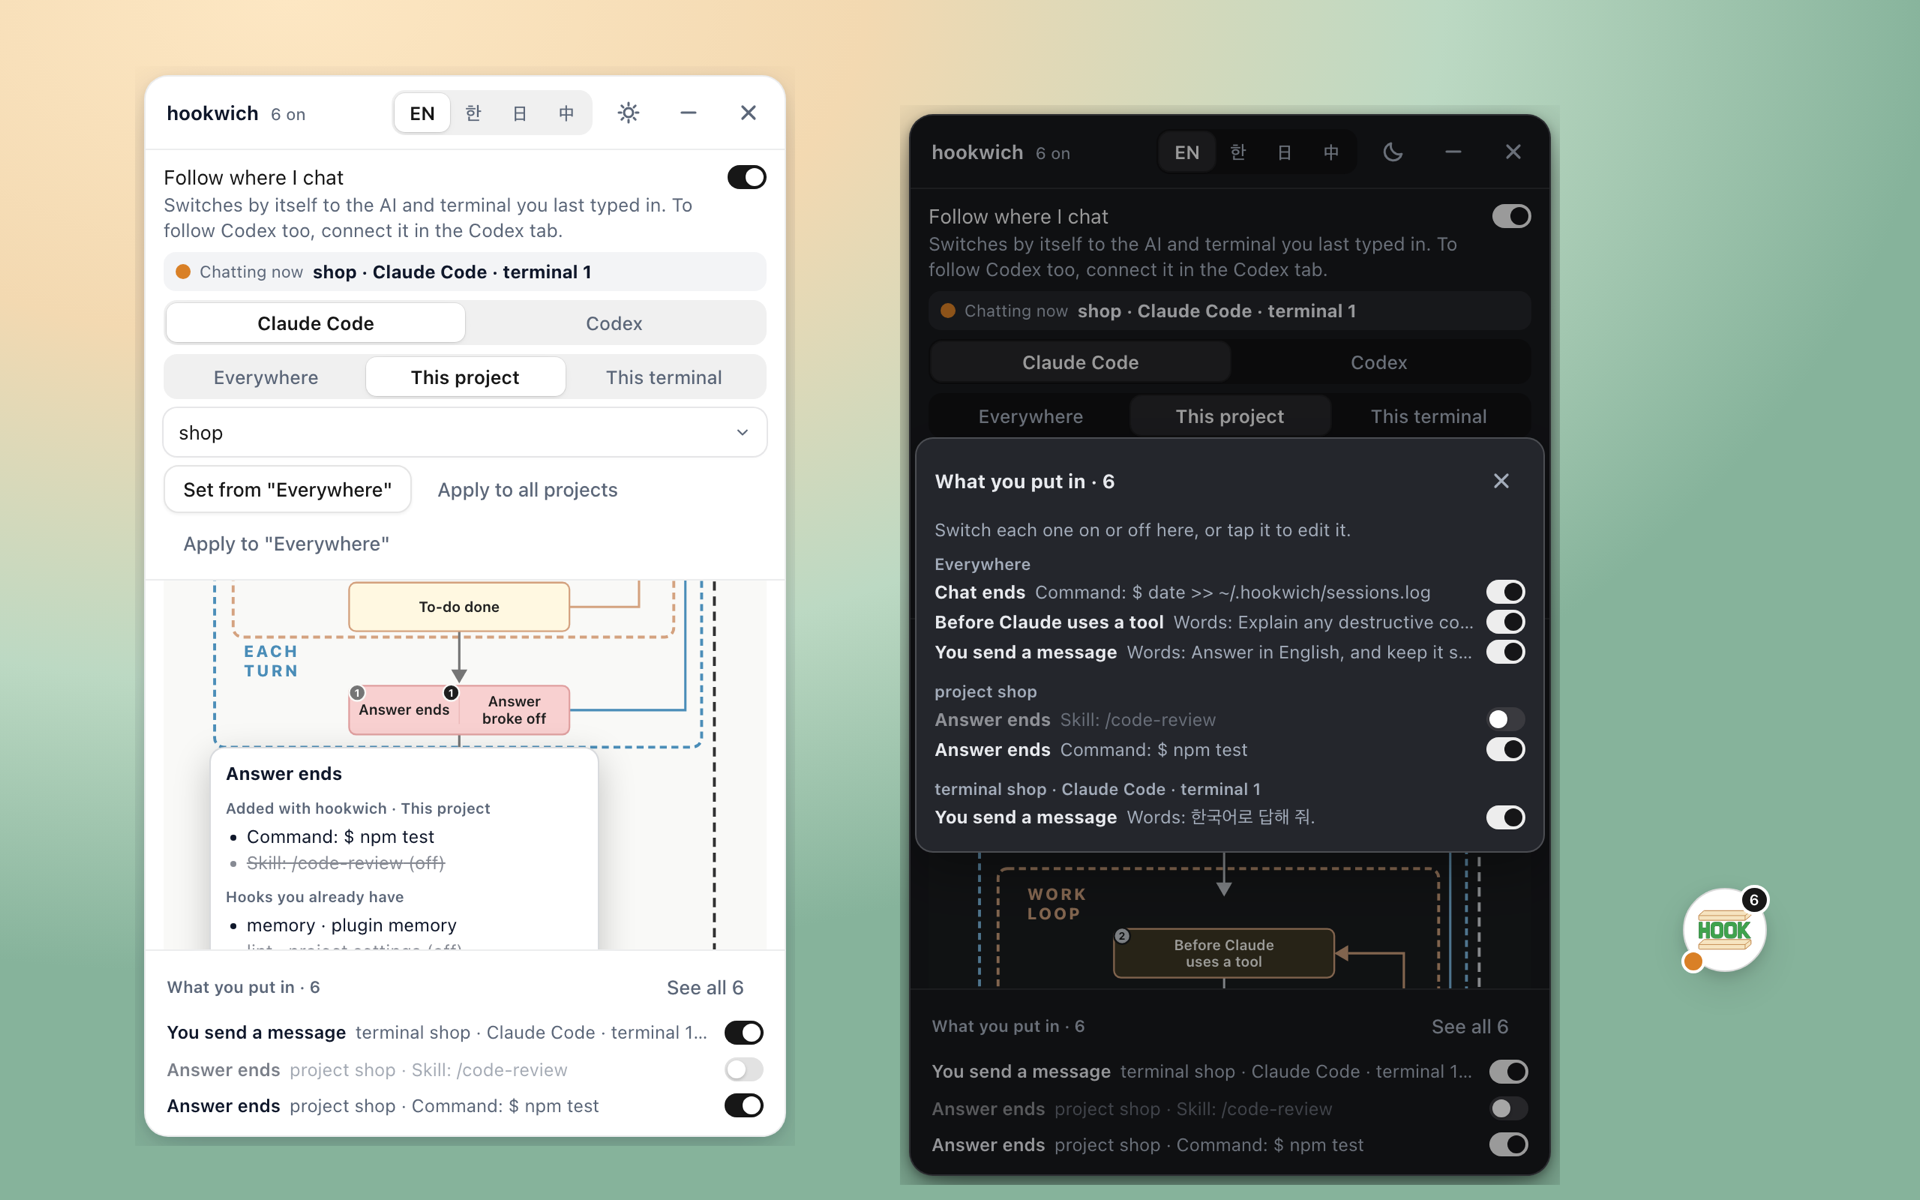 hookwich 6 on EN 한 日 中
Follow where I chat
Switches by itself to the AI and terminal you last typed in. To
follow Codex too, connect it in the Codex tab.
Chatting now shop · Claude Code · terminal 1
Claude Code Codex
Everywhere This project This terminal
shop
Set from "Everywhere" Apply to all projects
Apply to "Everywhere"
To-do done
EACH
TURN
1 1
Answer ends
Answer
broke off
Answer ends
Added with hookwich · This project
• Command: $ npm test
• Skill: /code-review (off)
Hooks you already have
• memory · plugin memory
lint · project settings (off)
What you put in · 6 See all 6
You send a message terminal shop · Claude Code · terminal 1...
Answer ends project shop · Skill: /code-review
Answer ends project shop · Command: $ npm test
hookwich 6 on EN 한 日 中
Follow where I chat
Switches by itself to the AI and terminal you last typed in. To
follow Codex too, connect it in the Codex tab.
Chatting now shop · Claude Code · terminal 1
Claude Code Codex
Everywhere This project This terminal
What you put in · 6
Switch each one on or off here, or tap it to edit it.
Everywhere
Chat ends Command: $ date >> ~/.hookwich/sessions.log
Before Claude uses a tool Words: Explain any destructive co...
You send a message Words: Answer in English, and keep it s...
project shop
Answer ends Skill: /code-review
Answer ends Command: $ npm test
terminal shop · Claude Code · terminal 1
You send a message Words: 한국어로 답해 줘.
WORK
LOOP
2
Before Claude
uses a tool
What you put in · 6 See all 6
You send a message terminal shop · Claude Code · terminal 1...
Answer ends project shop · Skill: /code-review
Answer ends project shop · Command: $ npm test
6
HOOK